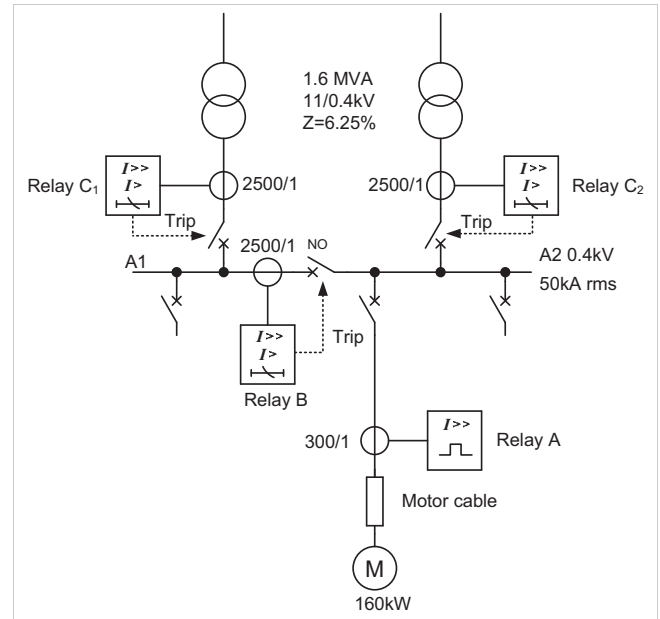 1.6 MVA
11/0.4kV
Z=6.25%
I>>
I>
Relay C₁
2500/1
Trip
2500/1
I>>
I>
Relay C₂
Trip
A1
2500/1
NO
A2 0.4kV
50kA rms
I>>
I>
Trip
Relay B
300/1
I>>
Relay A
Motor cable
M
160kW